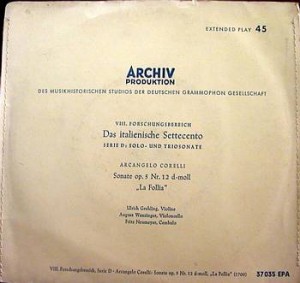 EXTENDED PLAY 45
ARCHIV
PRODUKTION
DES MUSIKHISTORISCHEN STUDIOS DER DEUTSCHEN GRAMMOPHON GESELLSCHAFT
VIII. FORSCHUNGSBEREICH
Das italienische Settecento
SERIE D: SOLO- UND TRIOSONATE
ARCANGELO CORELLI
Sonate op. 5 Nr. 12 d-moll
„La Follia”
Ulrich Grehling, Violine
August Wenzinger, Violoncello
Fritz Neumeyer, Cembalo
VIII. Forschungsbereich, Serie D · Arcangelo Corelli: Sonate op. 5 Nr. 12 d-moll, „La Follia” (1700)
37 035 EPA